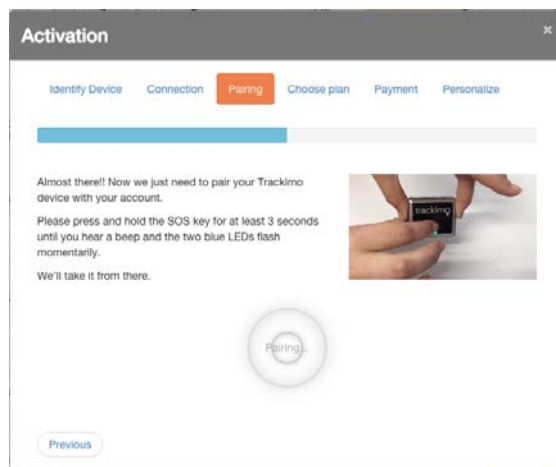 Activation
×
Identify Device Connection Pairing Choose plan Payment Personalize
Almost there!! Now we just need to pair your Trackimo
device with your account.
trackimo
Please press and hold the SOS key for at least 3 seconds
until you hear a beep and the two blue LEDs flash
momentarily.
We'll take it from there.
Pairing...
Previous